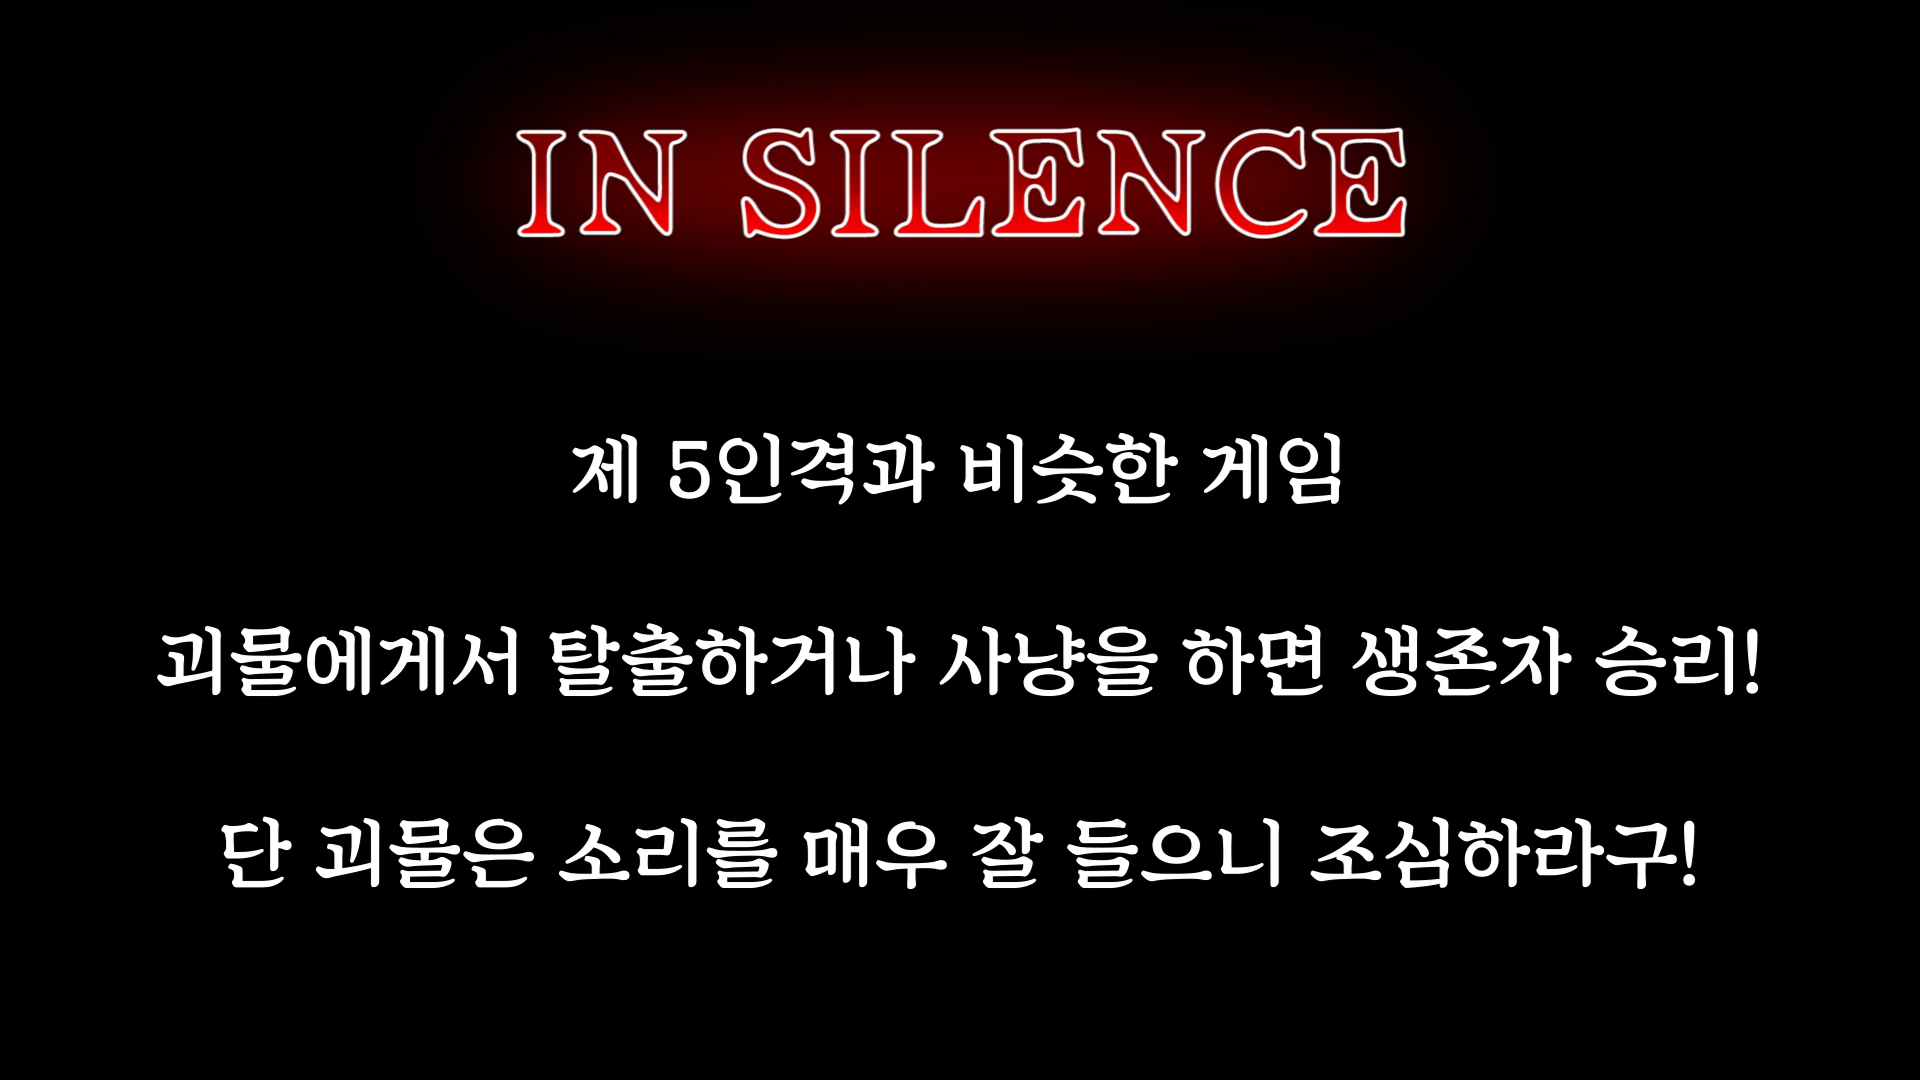 IN SILENCE
제 5인격과 비슷한 게임
괴물에게서 탈출하거나 사냥을 하면 생존자 승리!
단 괴물은 소리를 매우 잘 들으니 조심하라구!